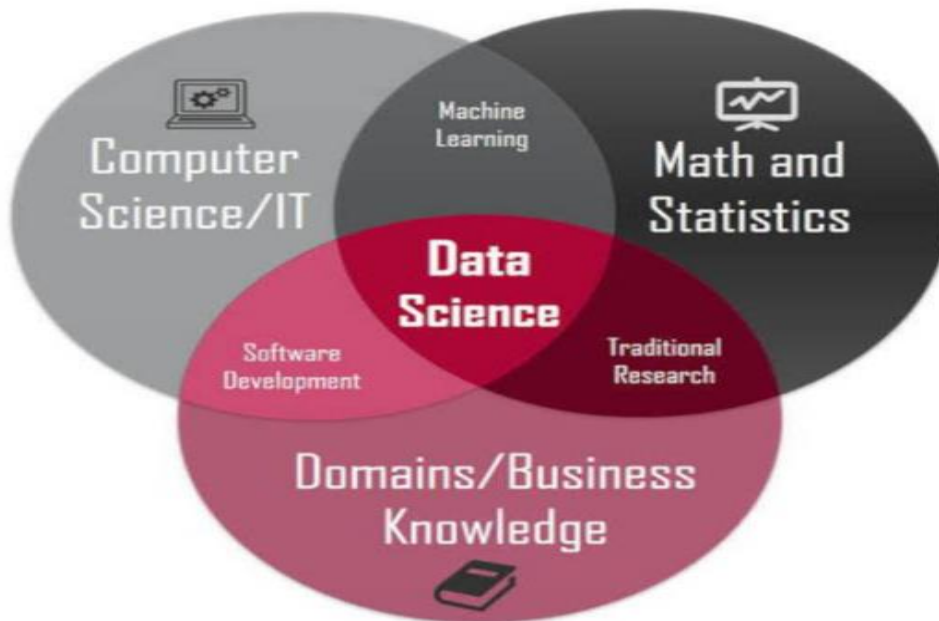 Machine
Learning
Computer
Science/IT
Math and
Statistics
Data
Science
Software
Development
Traditional
Research
Domains/Business
Knowledge